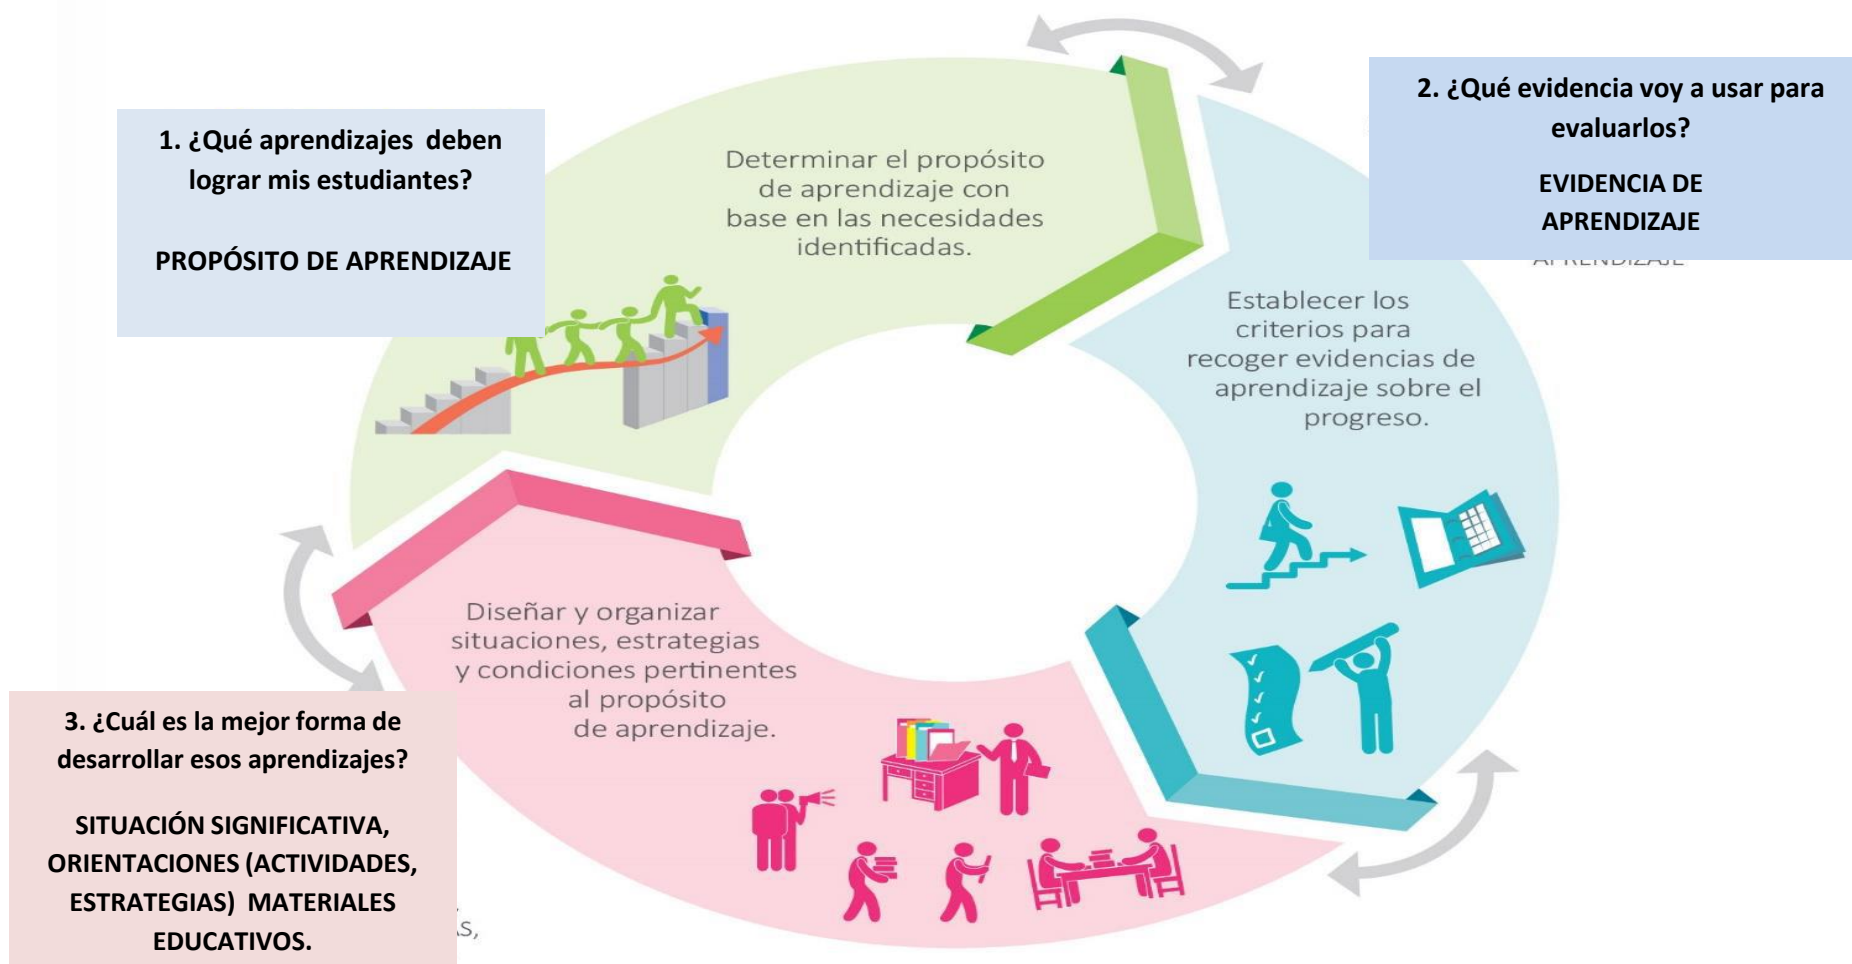 1. ¿Qué aprendizajes deben
lograr mis estudiantes?
PROPÓSITO DE APRENDIZAJE
Determinar el propósito
de aprendizaje con
base en las necesidades
identificadas.
2. ¿Qué evidencia voy a usar para
evaluarlos?
EVIDENCIA DE
APRENDIZAJE
APRENDIZAJE
Establecer los
criterios para
recoger evidencias de
aprendizaje sobre el
progreso.
Diseñar y organizar
situaciones, estrategias
y condiciones pertinentes
al propósito
de aprendizaje.
3. ¿Cuál es la mejor forma de
desarrollar esos aprendizajes?
SITUACIÓN SIGNIFICATIVA,
ORIENTACIONES (ACTIVIDADES,
ESTRATEGIAS) MATERIALES
EDUCATIVOS.